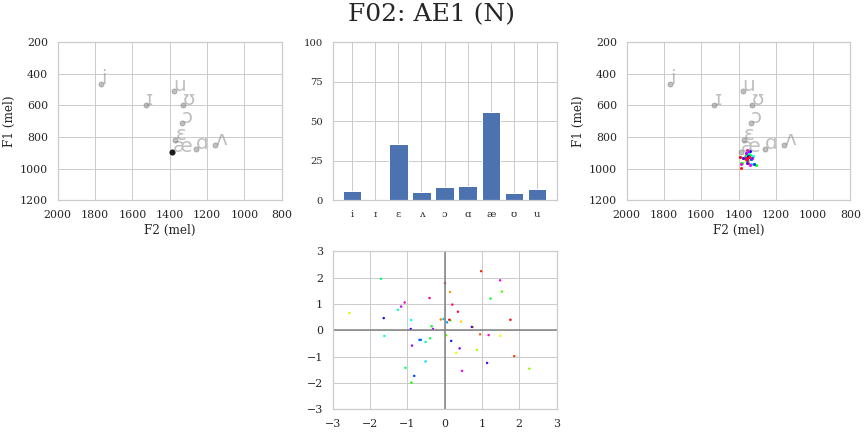 F02: AE1 (N)
200
400
600
800
1000
1200
F1 (mel)
2000 1800 1600 1400 1200 1000 800
F2 (mel)
i
ɪ
u
ʊ
ɔ
ɛ
æ
ɑ
ʌ
100
75
50
25
0
i ɪ ɛ ʌ ɔ ɑ æ ʊ u
200
400
600
800
1000
1200
F1 (mel)
2000 1800 1600 1400 1200 1000 800
F2 (mel)
i
ɪ
u
ʊ
ɔ
ɛ
æ
ɑ
ʌ
3
2
1
0
−1
−2
−3
−3 −2 −1 0 1 2 3